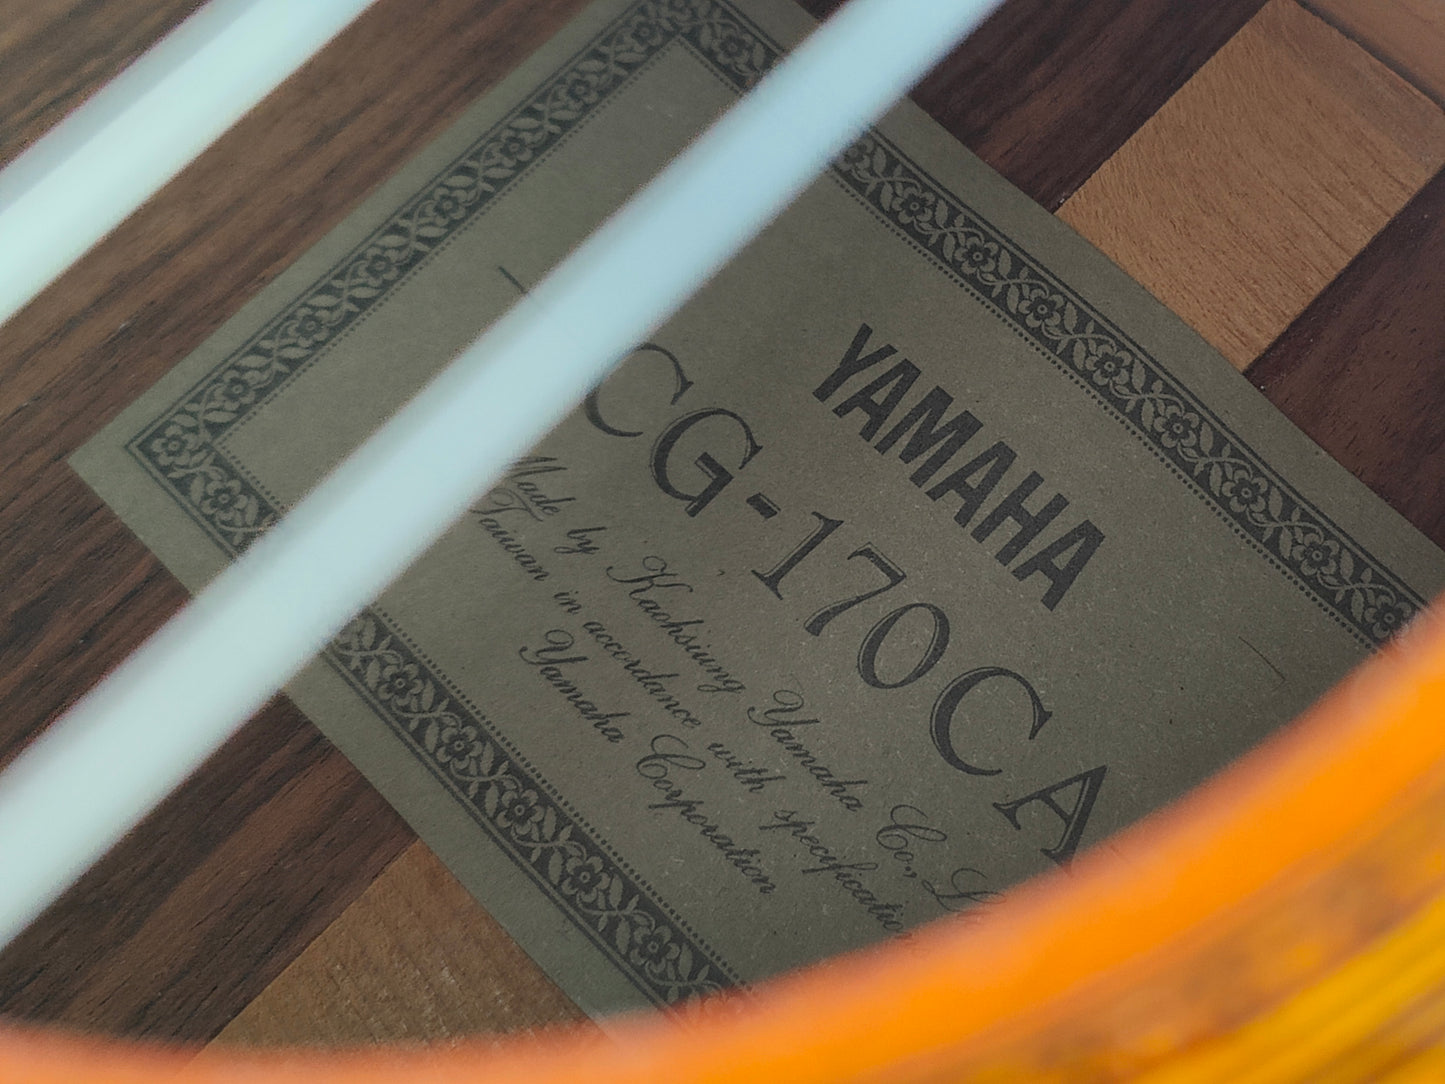 YAMAHA
CG-170CA
Made by Kaohsiung Yamaha Co.,
Taiwan in accordance with
Yamaha Corporation